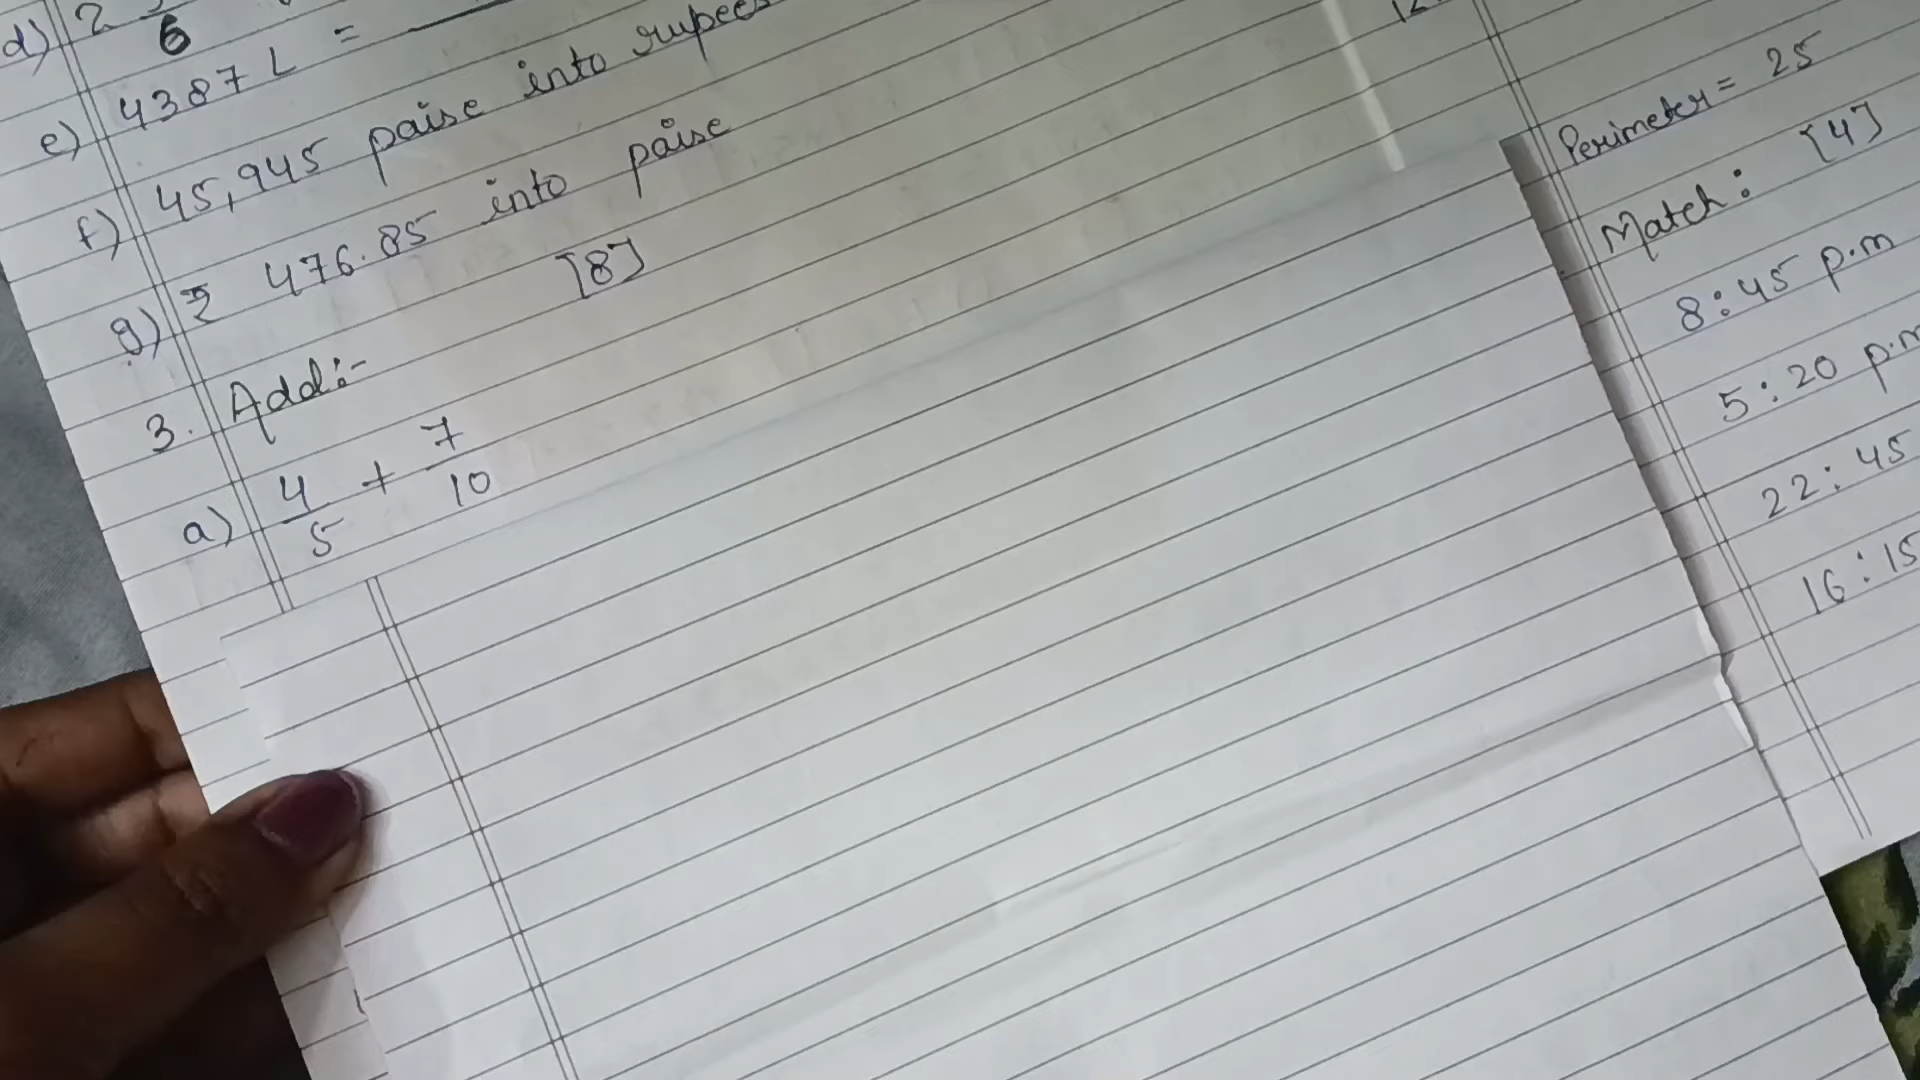 d) 2 /6
e) 4387 L = ____
f) 45,945 paise into rupees
g) ₹ 476.85 into paise
3. Add:- [8]
a) 4/5 + 7/10
Perimeter = 25
Match: [4]
8:45 p.m
5:20 p.m
22:45
16:15